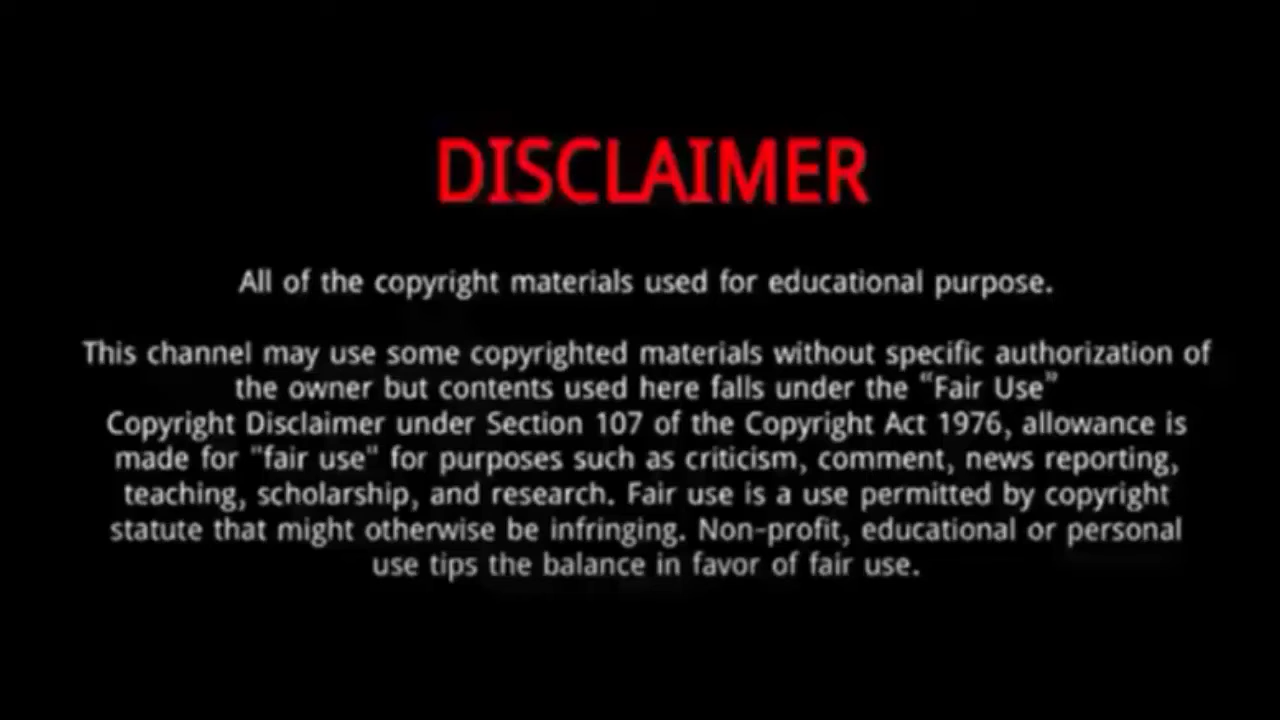 DISCLAIMER
All of the copyright materials used for educational purpose.
This channel may use some copyrighted materials without specific authorization of
the owner but contents used here falls under the “Fair Use”
Copyright Disclaimer under Section 107 of the Copyright Act 1976, allowance is
made for "fair use" for purposes such as criticism, comment, news reporting,
teaching, scholarship, and research. Fair use is a use permitted by copyright
statute that might otherwise be infringing. Non-profit, educational or personal
use tips the balance in favor of fair use.